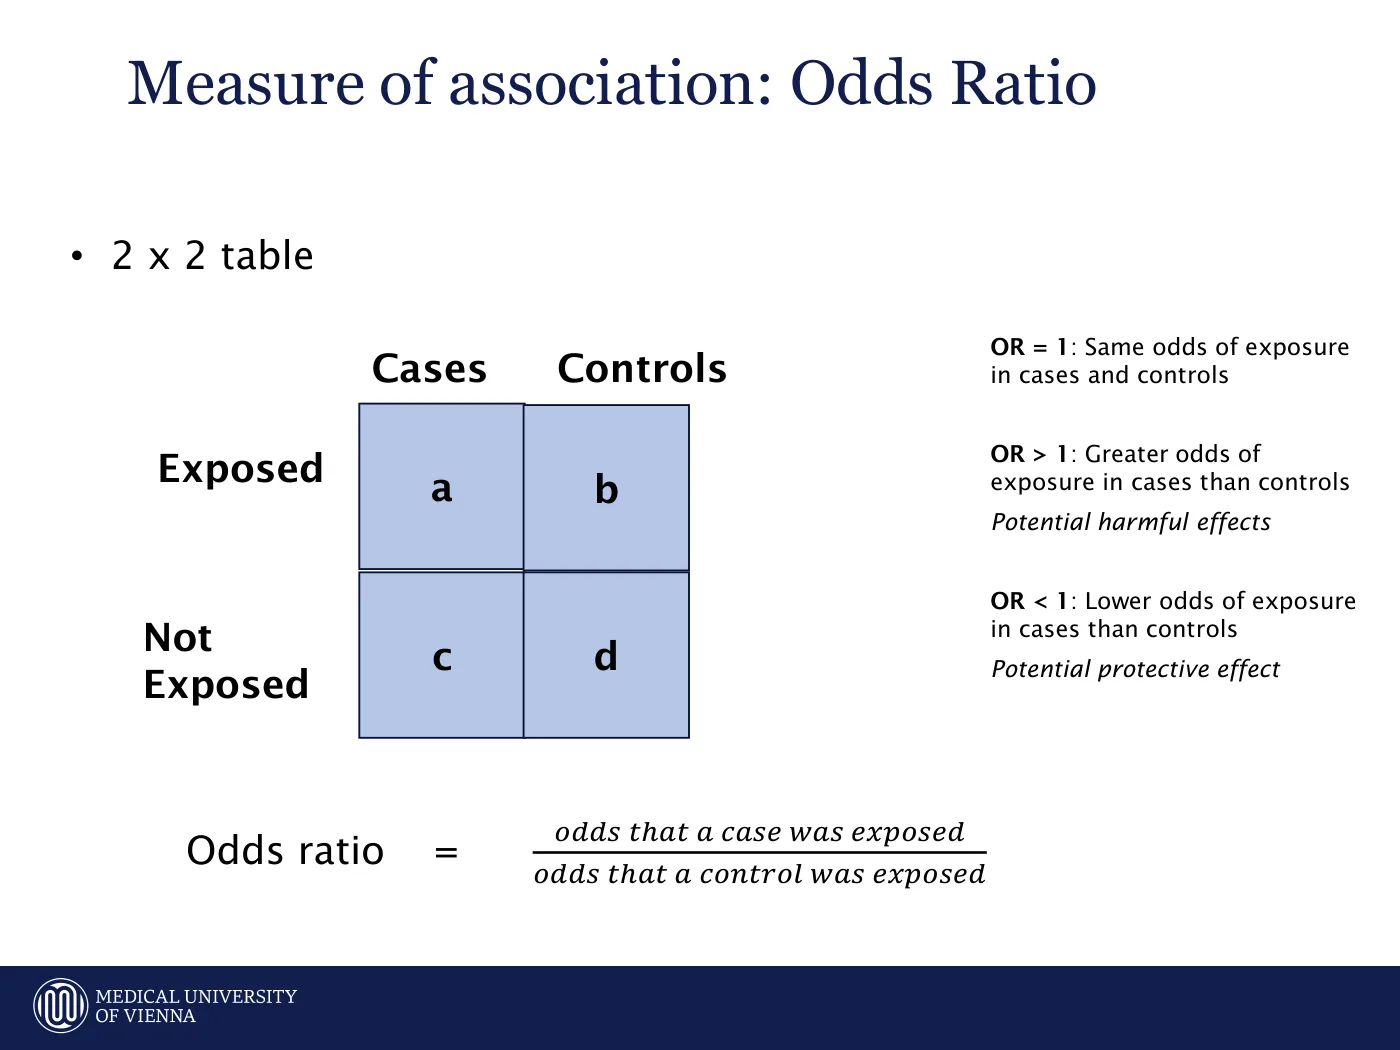 Measure of association: Odds Ratio
• 2 x 2 table
Cases Controls
Exposed a b
Not
Exposed
c d
OR = 1: Same odds of exposure
in cases and controls
OR > 1: Greater odds of
exposure in cases than controls
Potential harmful effects
OR < 1: Lower odds of exposure
in cases than controls
Potential protective effect
Odds ratio =
odds that a case was exposed
odds that a control was exposed
MEDICAL UNIVERSITY
OF VIENNA